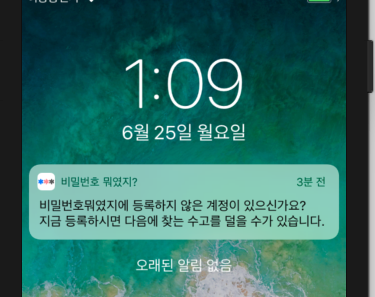 1:09
6월 25일 월요일
비밀번호 뭐였지? 3분 전
비밀번호뭐였지에 등록하지 않은 계정이 있으신가요?
지금 등록하시면 다음에 찾는 수고를 덜을 수가 있습니다.
오래된 알림 없음